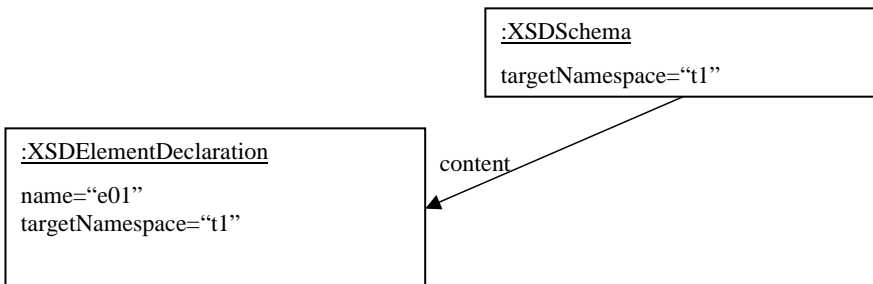 :XSDSchema
targetNamespace=“t1”
:XSDElementDeclaration
content
name=“e01”
targetNamespace=“t1”